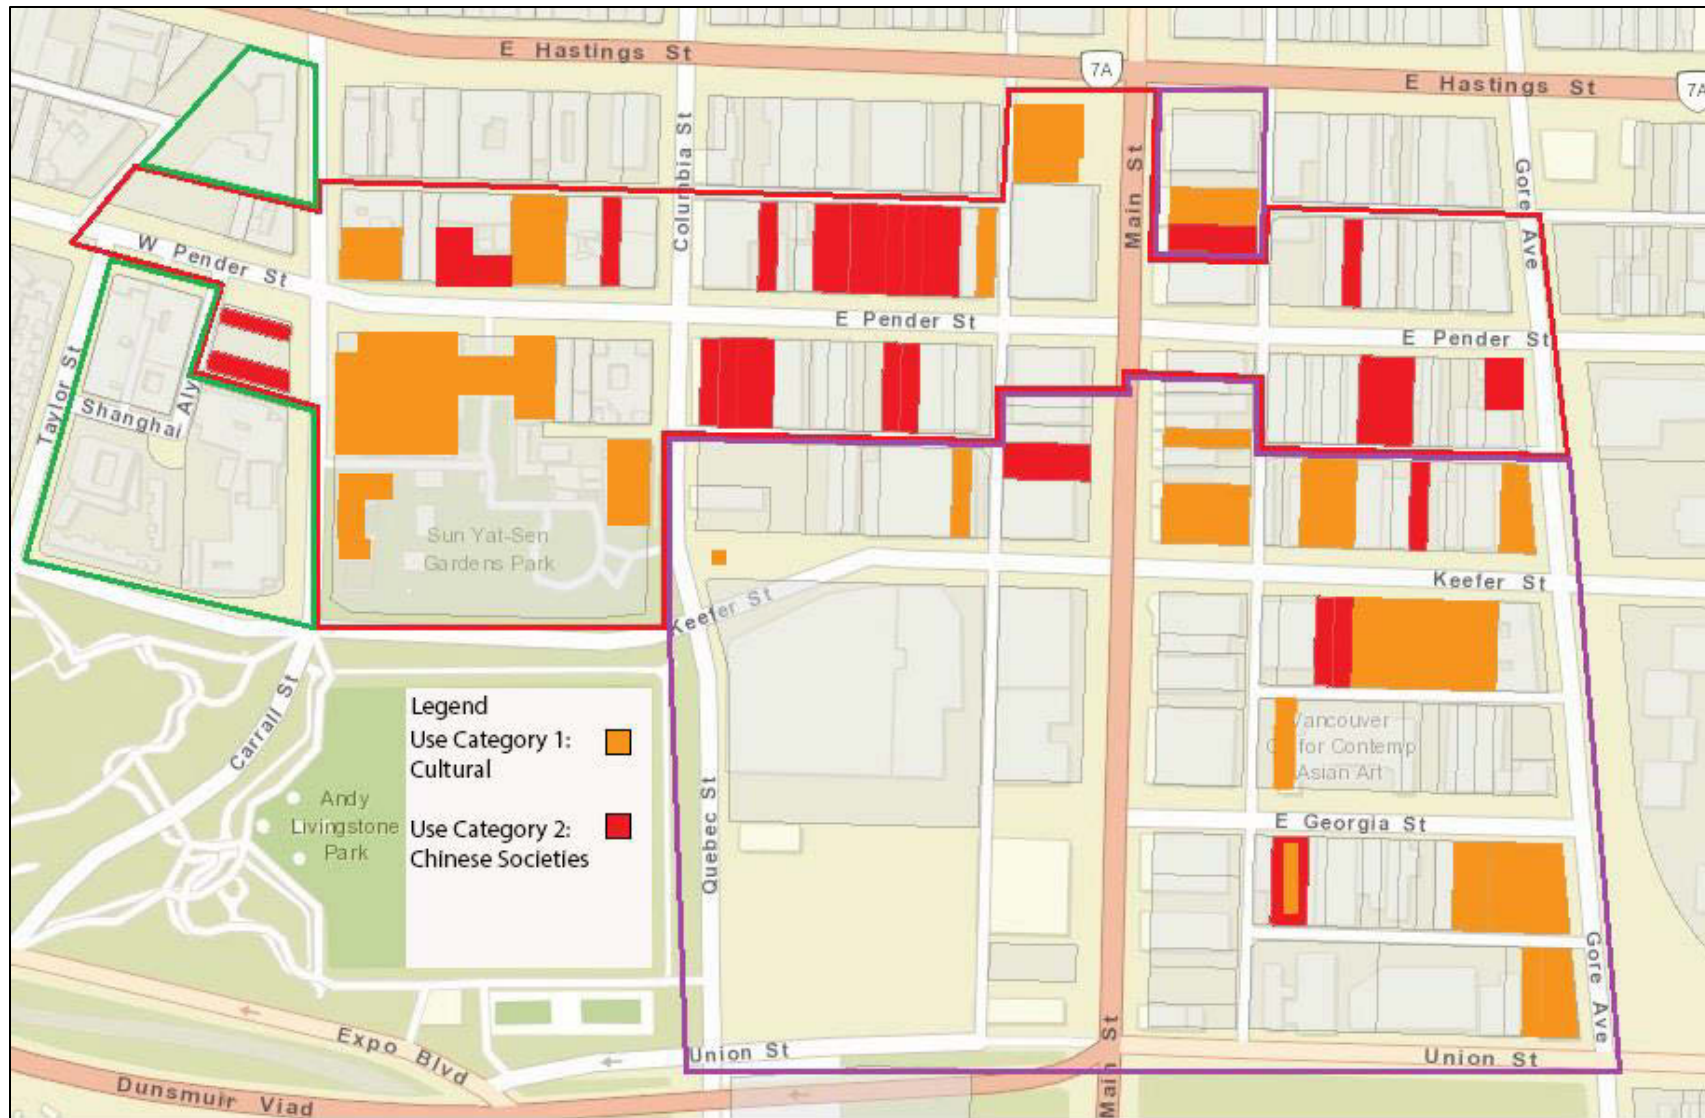 E Hastings St
7A
E Hastings St
7A
Columbia St
Main St
Gore Ave
W Pender St
E Pender St
E Pender St
Taylor St
Shanghai Aly
Sun Yat-Sen
Gardens Park
Keefer St
Keefer St
Carrall St
Legend
Use Category 1:
Cultural
Use Category 2:
Chinese Societies
Andy
Livingstone
Park
Quebec St
Vancouver
for Contemp
Asian Art
E Georgia St
Gore Ave
Expo Blvd
Union St
Union St
Main St
Dunsmuir Viad